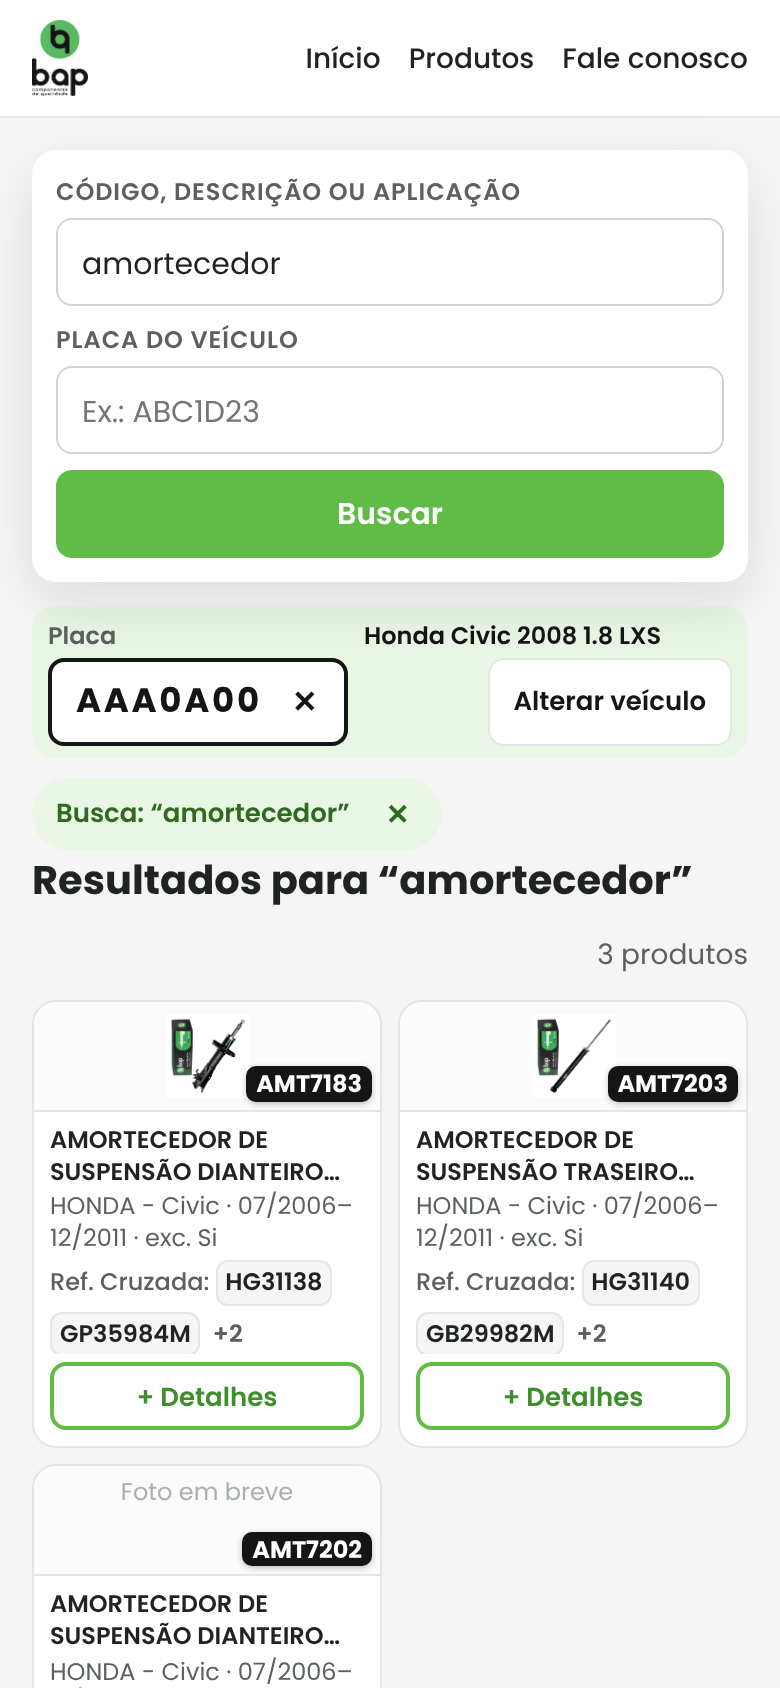 bap
componentes
de qualidade
Início Produtos Fale conosco
CÓDIGO, DESCRIÇÃO OU APLICAÇÃO
amortecedor
PLACA DO VEÍCULO
Ex.: ABC1D23
Buscar
Placa
Honda Civic 2008 1.8 LXS
AAA0A00 ✕
Alterar veículo
Busca: “amortecedor” ✕
Resultados para “amortecedor”
3 produtos
AMT7183
AMORTECEDOR DE
SUSPENSÃO DIANTEIRO...
HONDA - Civic · 07/2006–
12/2011 · exc. Si
Ref. Cruzada: HG31138
GP35984M +2
+ Detalhes
AMT7203
AMORTECEDOR DE
SUSPENSÃO TRASEIRO...
HONDA - Civic · 07/2006–
12/2011 · exc. Si
Ref. Cruzada: HG31140
GB29982M +2
+ Detalhes
Foto em breve
AMT7202
AMORTECEDOR DE
SUSPENSÃO DIANTEIRO...
HONDA - Civic · 07/2006–